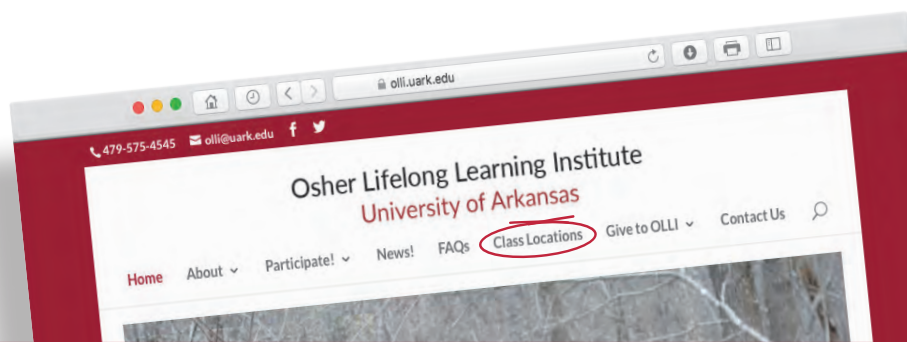 olli.uark.edu
479-575-4545 olli@uark.edu
Osher Lifelong Learning Institute
University of Arkansas
Home About Participate! News! FAQs Class Locations Give to OLLI Contact Us